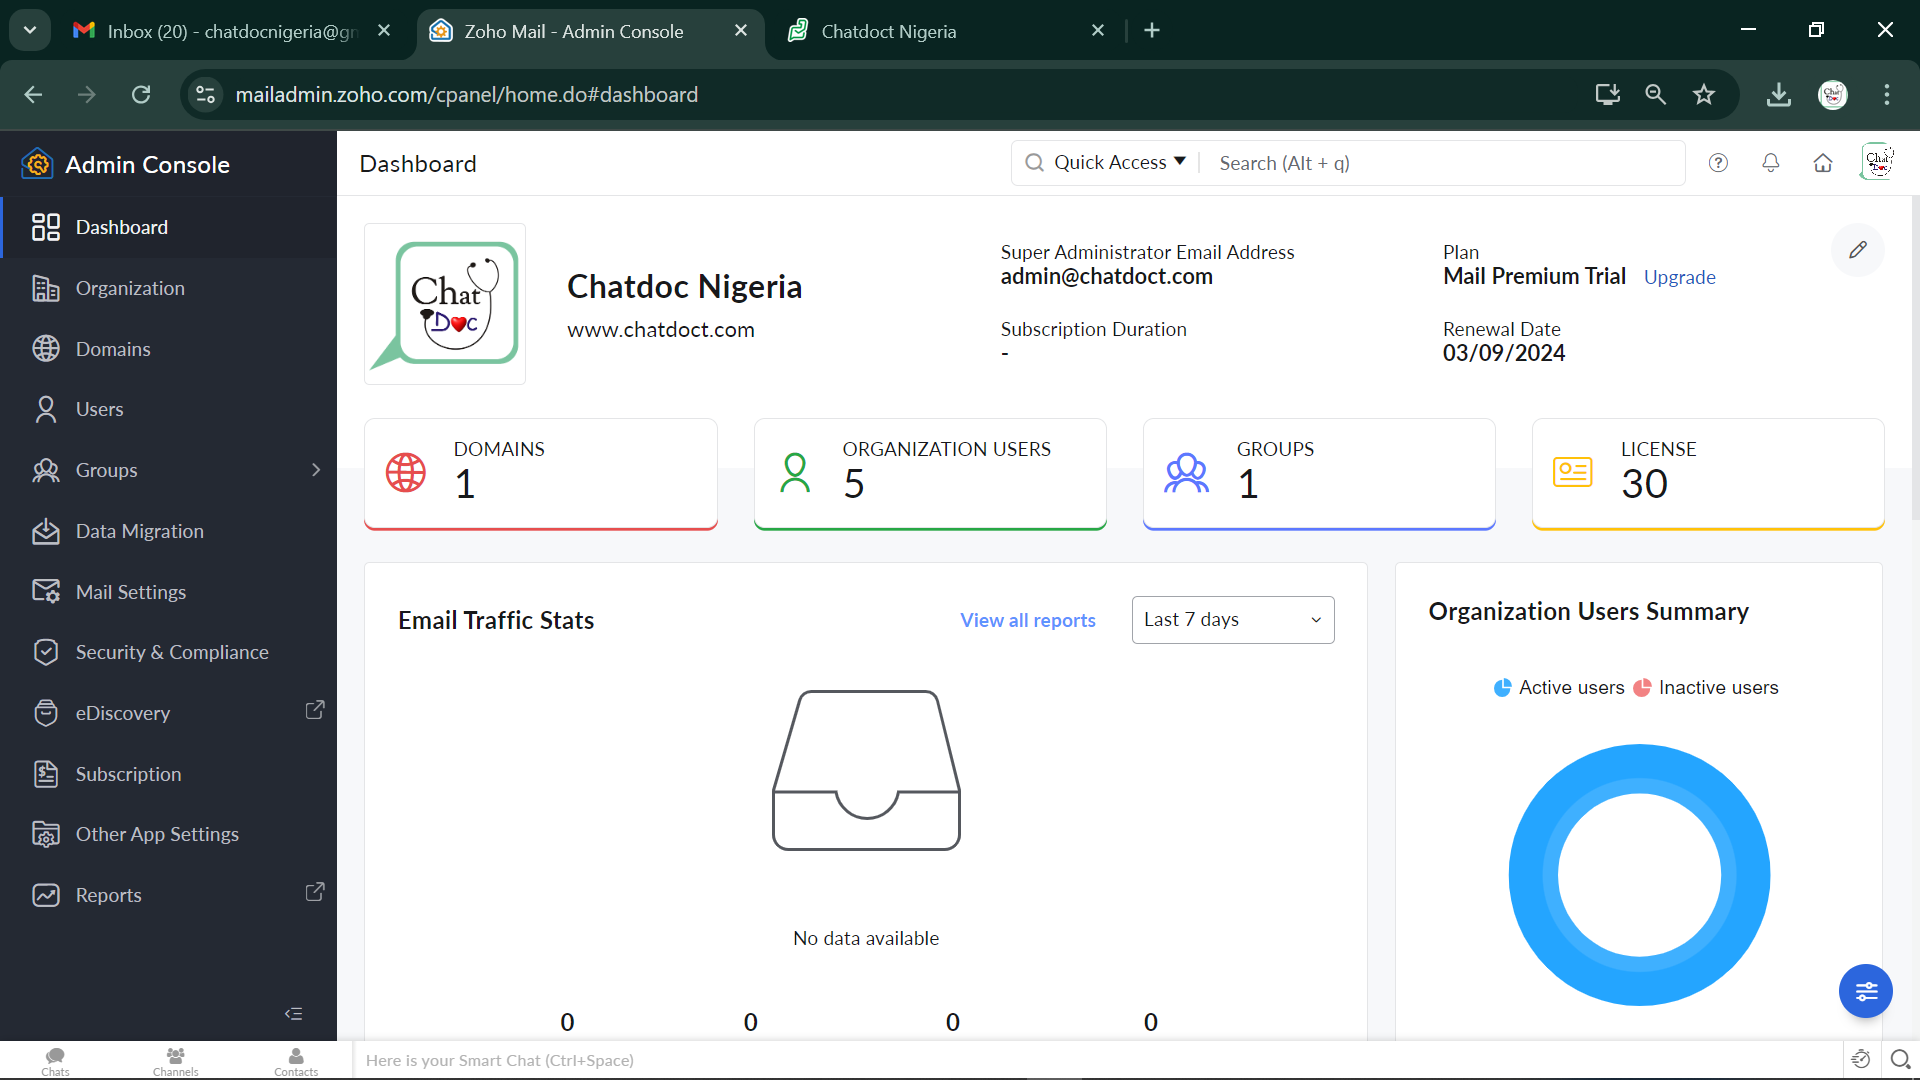 Inbox (20) - chatdocnigeria@gm
Zoho Mail - Admin Console
Chatdoct Nigeria
mailadmin.zoho.com/cpanel/home.do#dashboard
Admin Console
Dashboard
Quick Access
Search (Alt + q)
Dashboard
Organization
Domains
Users
Groups
Data Migration
Mail Settings
Security & Compliance
eDiscovery
Subscription
Other App Settings
Reports
Chat
Doc
Chatdoc Nigeria
www.chatdoct.com
Super Administrator Email Address
admin@chatdoct.com
Subscription Duration
-
Plan
Mail Premium Trial Upgrade
Renewal Date
03/09/2024
DOMAINS
1
ORGANIZATION USERS
5
GROUPS
1
LICENSE
30
Email Traffic Stats
View all reports
Last 7 days
No data available
0 0 0 0
Organization Users Summary
Active users Inactive users
Chats
Channels
Contacts
Here is your Smart Chat (Ctrl+Space)